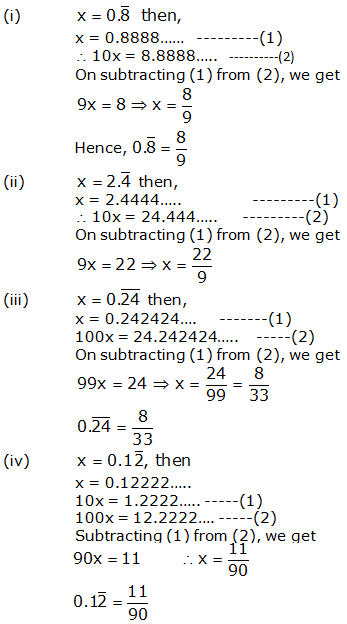 (i) x = 0.8̅ then,
x = 0.8888...... ---------(1)
∴ 10x = 8.8888..... ----------(2)
On subtracting (1) from (2), we get
9x = 8 ⇒ x = 8/9
Hence, 0.8̅ = 8/9
(ii) x = 2.4̅ then,
x = 2.4444..... ---------(1)
∴ 10x = 24.444..... ---------(2)
On subtracting (1) from (2), we get
9x = 22 ⇒ x = 22/9
(iii) x = 0.2̅4̅ then,
x = 0.242424.... -------(1)
100x = 24.242424..... -----(2)
On subtracting (1) from (2), we get
99x = 24 ⇒ x = 24/99 = 8/33
0.2̅4̅ = 8/33
(iv) x = 0.12̅, then
x = 0.12222.....
10x = 1.2222..... -----(1)
100x = 12.2222.... -----(2)
Subtracting (1) from (2), we get
90x = 11 ∴ x = 11/90
0.12̅ = 11/90